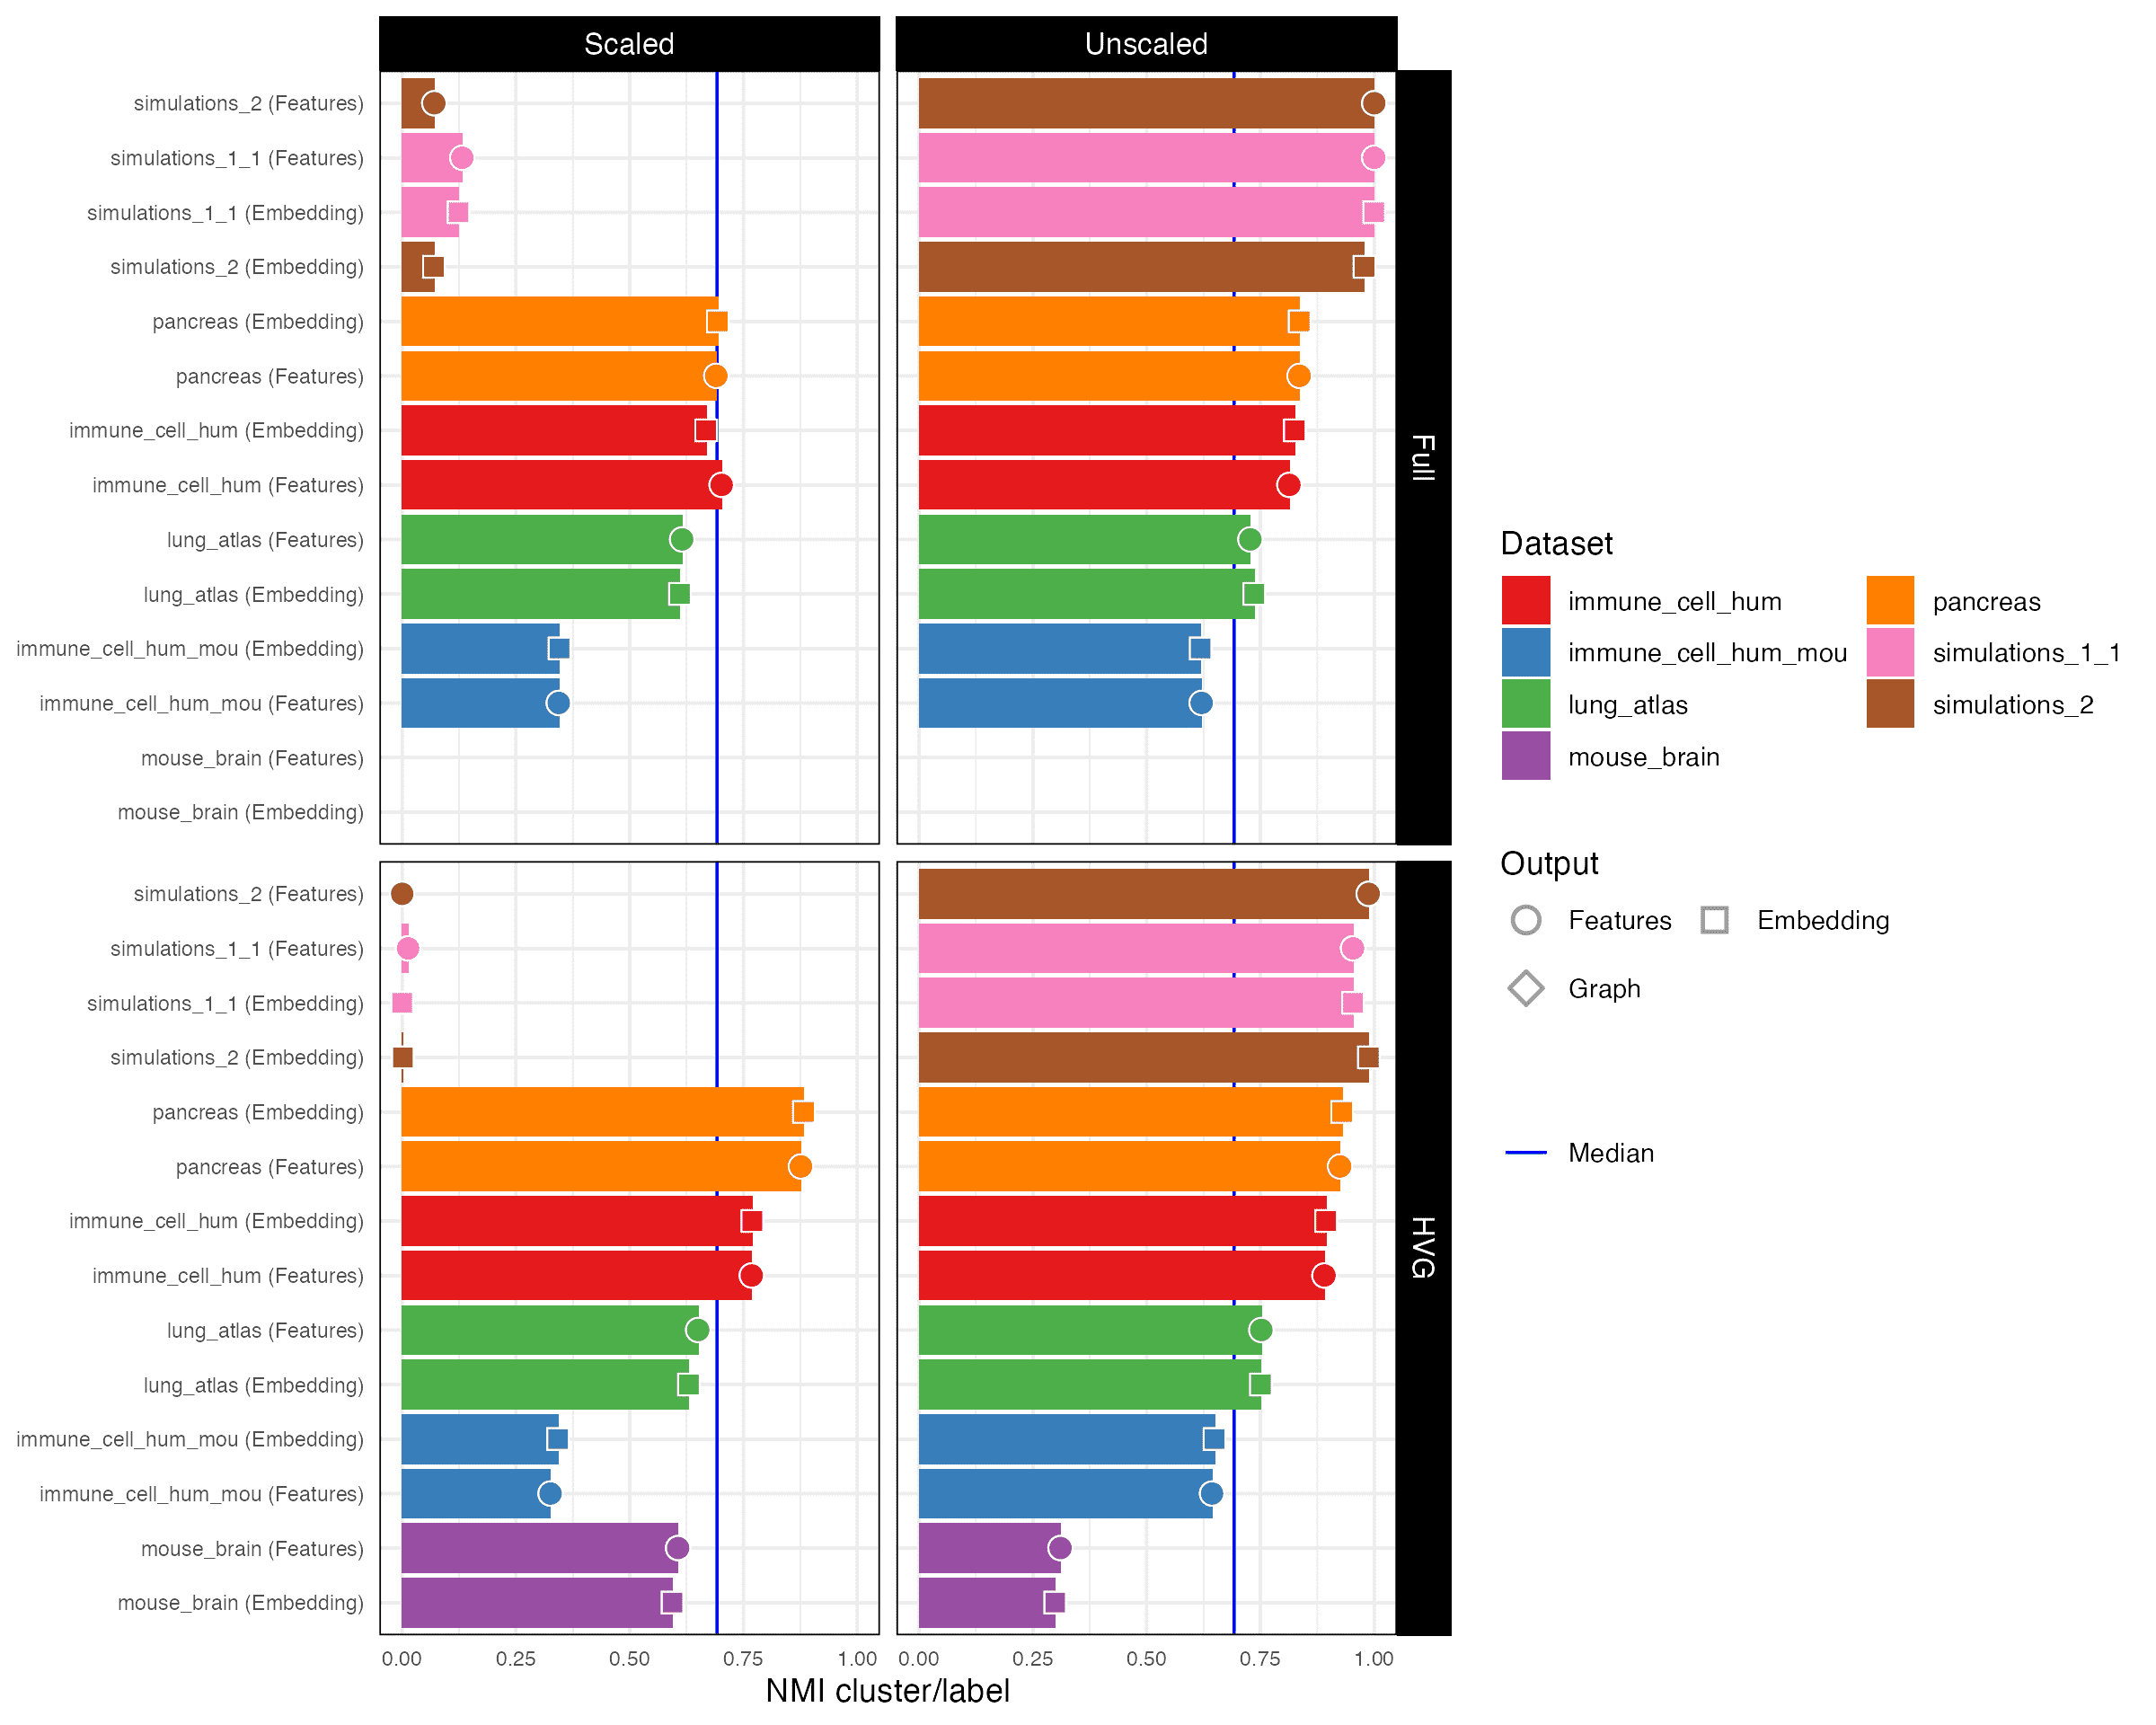 Scaled
Unscaled
simulations_2 (Features)
simulations_1_1 (Features)
simulations_1_1 (Embedding)
simulations_2 (Embedding)
pancreas (Embedding)
pancreas (Features)
immune_cell_hum (Embedding)
immune_cell_hum (Features)
lung_atlas (Features)
lung_atlas (Embedding)
immune_cell_hum_mou (Embedding)
immune_cell_hum_mou (Features)
mouse_brain (Features)
mouse_brain (Embedding)
Full
simulations_2 (Features)
simulations_1_1 (Features)
simulations_1_1 (Embedding)
simulations_2 (Embedding)
pancreas (Embedding)
pancreas (Features)
immune_cell_hum (Embedding)
immune_cell_hum (Features)
lung_atlas (Features)
lung_atlas (Embedding)
immune_cell_hum_mou (Embedding)
immune_cell_hum_mou (Features)
mouse_brain (Features)
mouse_brain (Embedding)
HVG
0.00 0.25 0.50 0.75 1.00
0.00 0.25 0.50 0.75 1.00
NMI cluster/label
Dataset
immune_cell_hum
immune_cell_hum_mou
lung_atlas
mouse_brain
pancreas
simulations_1_1
simulations_2
Output
Features
Embedding
Graph
Median